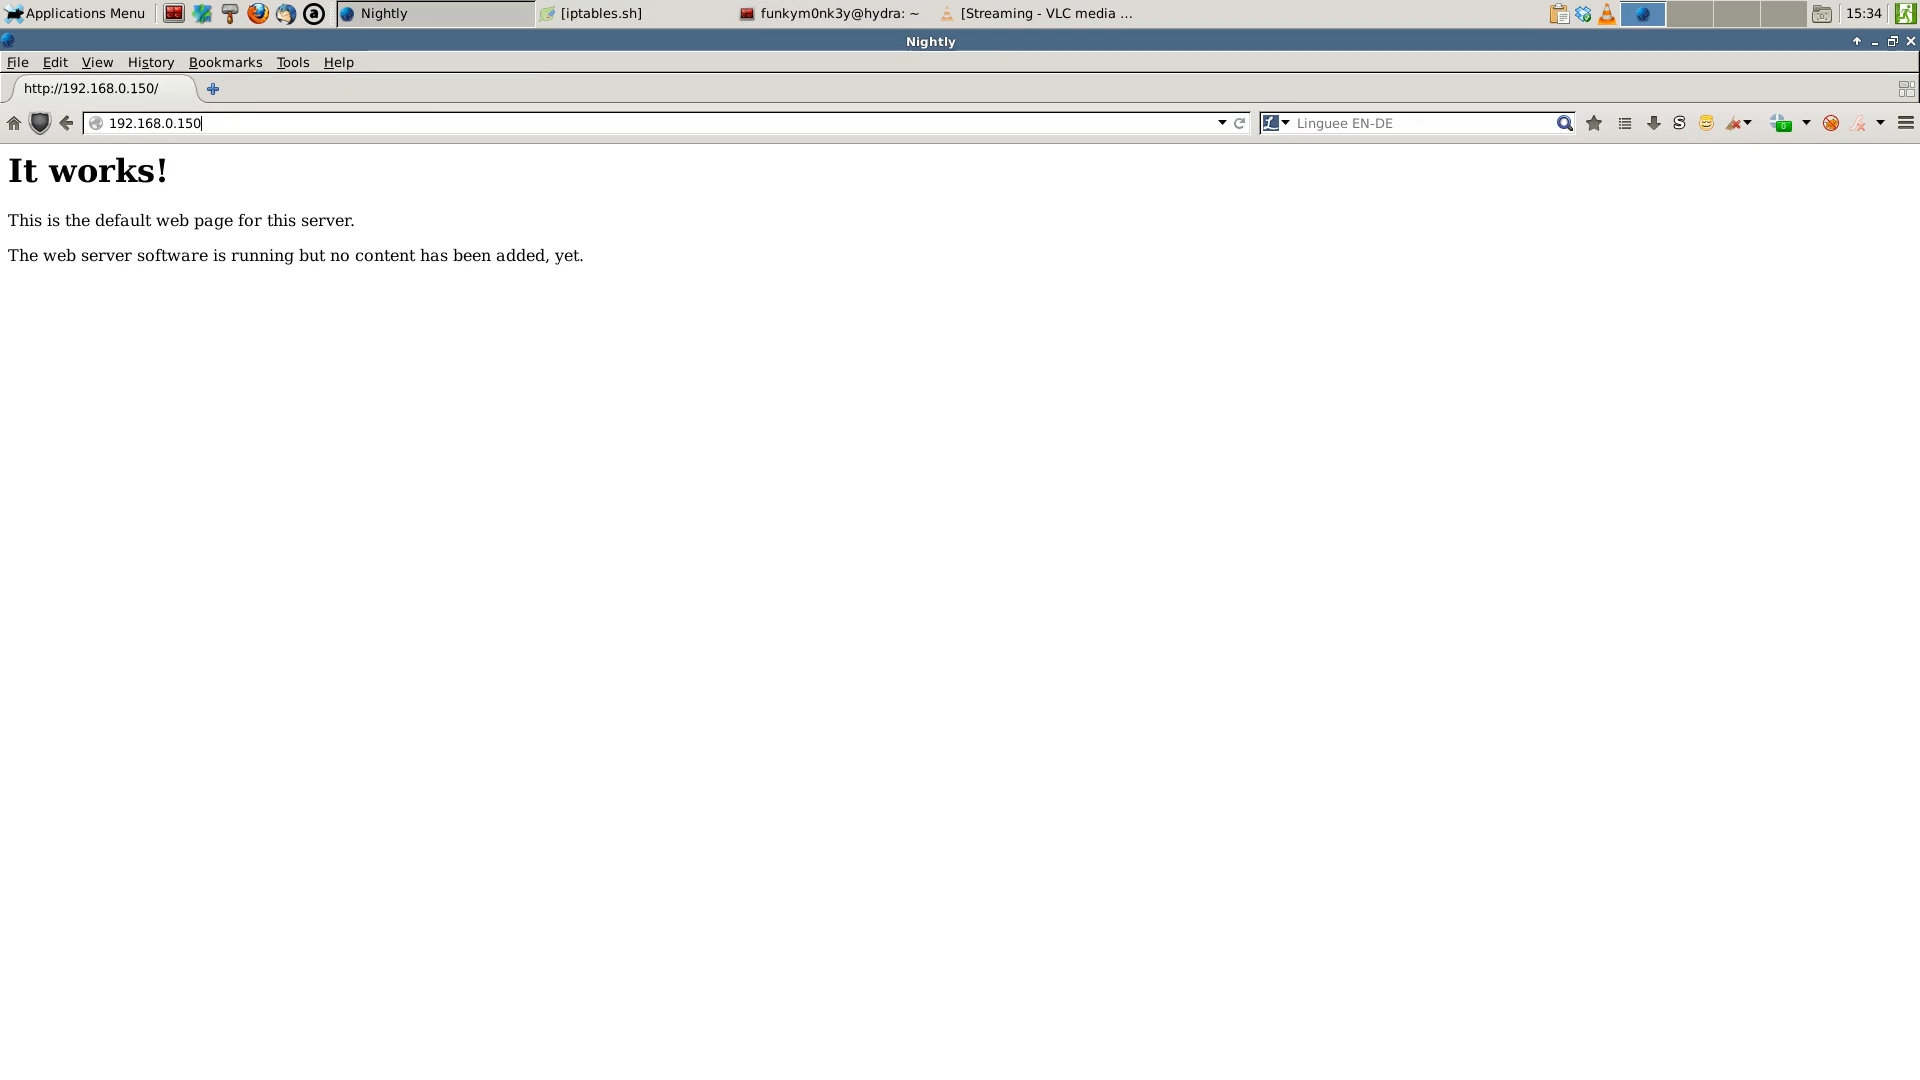 Applications Menu
Nightly
[iptables.sh]
funkym0nk3y@hydra: ~
[Streaming - VLC media ...
15:34
Nightly
File Edit View History Bookmarks Tools Help
http://192.168.0.150/
192.168.0.150
Linguee EN-DE
It works!
This is the default web page for this server.
The web server software is running but no content has been added, yet.